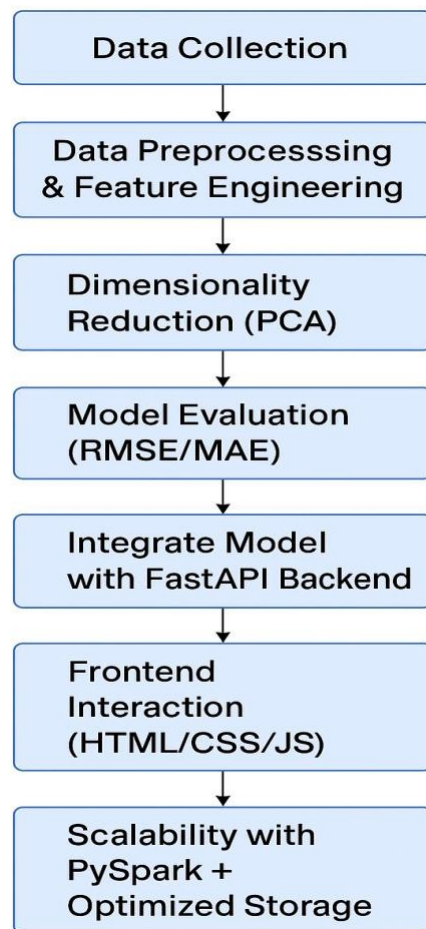 Data Collection
Data Preprocesssing
& Feature Engineering
Dimensionality
Reduction (PCA)
Model Evaluation
(RMSE/MAE)
Integrate Model
with FastAPI Backend
Frontend
Interaction
(HTML/CSS/JS)
Scalability with
PySpark +
Optimized Storage